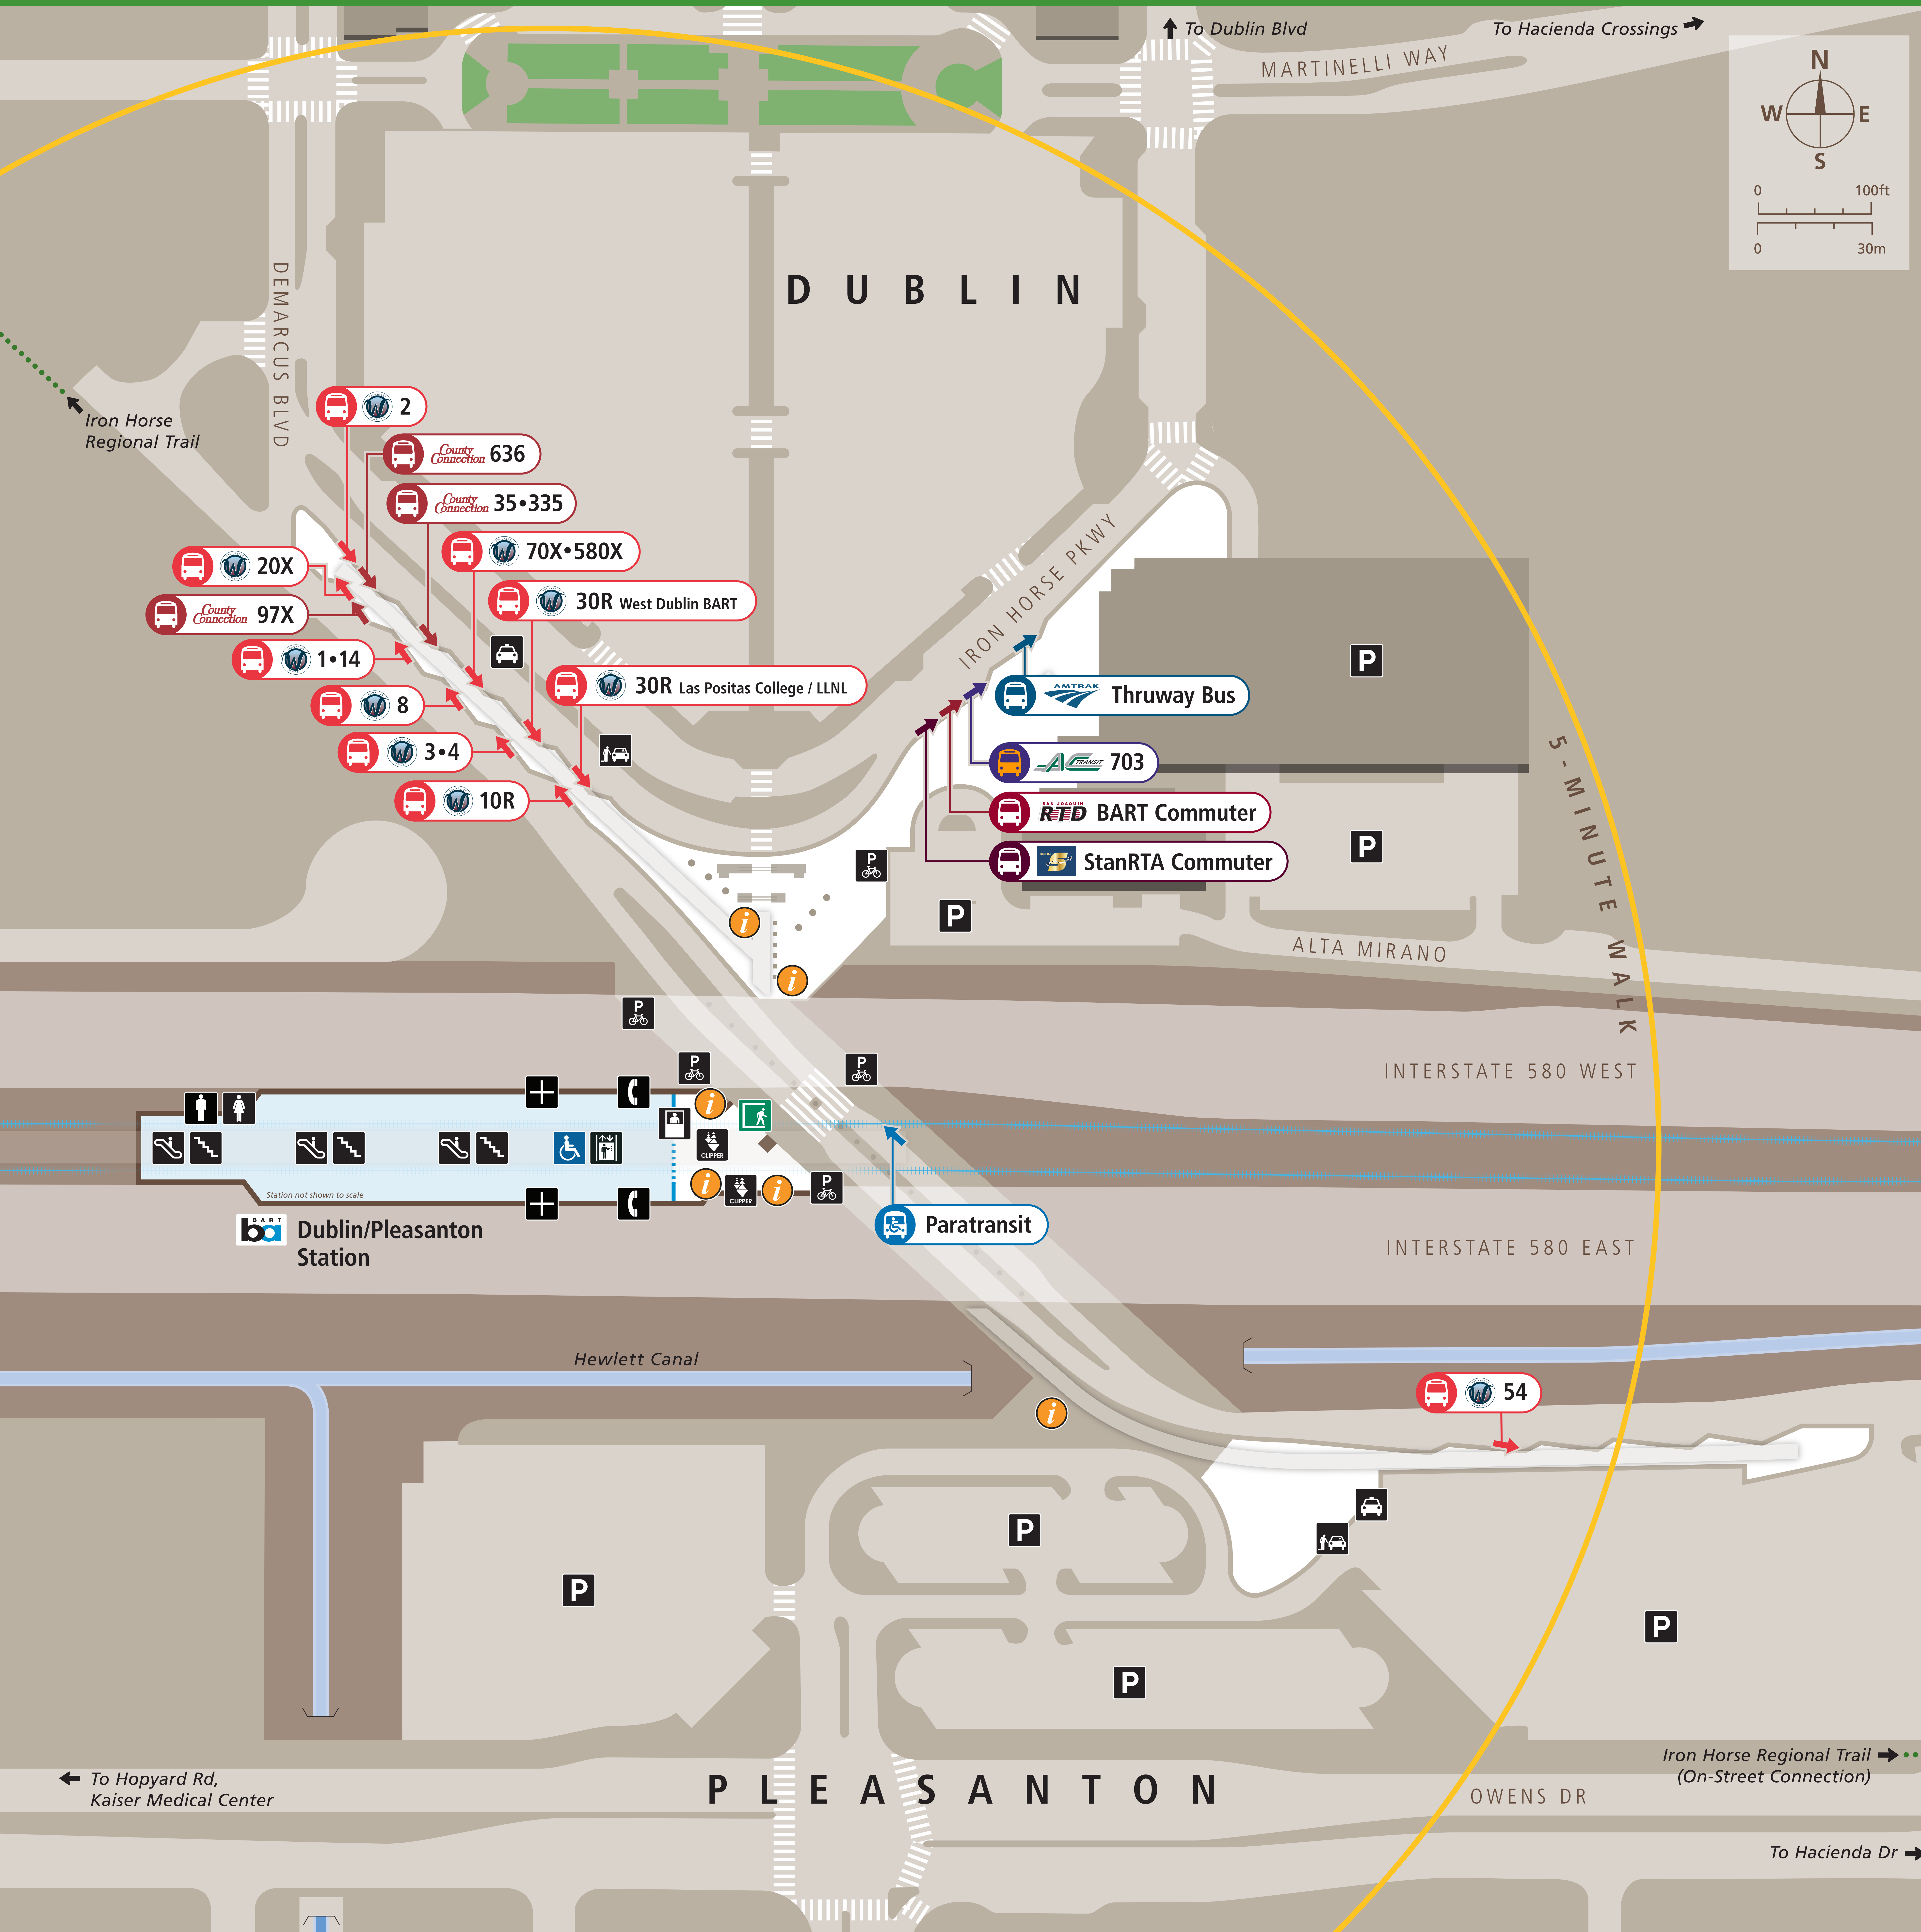 To Dublin Blvd
To Hacienda Crossings
MARTINELLI WAY
N
W E
S
0 100ft
0 30m
DUBLIN
DEMARCUS BLVD
Iron Horse
Regional Trail
2
County Connection 636
County Connection 35•335
70X•580X
20X
30R West Dublin BART
County Connection 97X
1•14
30R Las Positas College / LLNL
8
3•4
10R
IRON HORSE PKWY
AMTRAK Thruway Bus
AC TRANSIT 703
SAN JOAQUIN RTD BART Commuter
S StanRTA Commuter
P
P
P
P
5-MINUTE WALK
ALTA MIRANO
i
i
P
P
P
INTERSTATE 580 WEST
i
CLIPPER
i
CLIPPER
i
P
Station not shown to scale
BART
ba
Dublin/Pleasanton
Station
Paratransit
INTERSTATE 580 EAST
Hewlett Canal
54
i
P
P
P
P
To Hopyard Rd,
Kaiser Medical Center
PLEASANTON
OWENS DR
Iron Horse Regional Trail
(On-Street Connection)
To Hacienda Dr